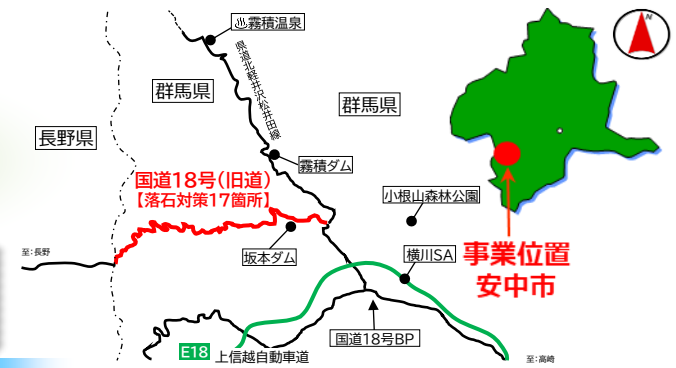 ♨霧積温泉
県道北軽井沢松井田線
群馬県
群馬県
長野県
霧積ダム
国道18号(旧道)
【落石対策17箇所】
小根山森林公園
至:長野
坂本ダム
横川SA
事業位置
安中市
国道18号BP
E18 上信越自動車道
至:高崎
N